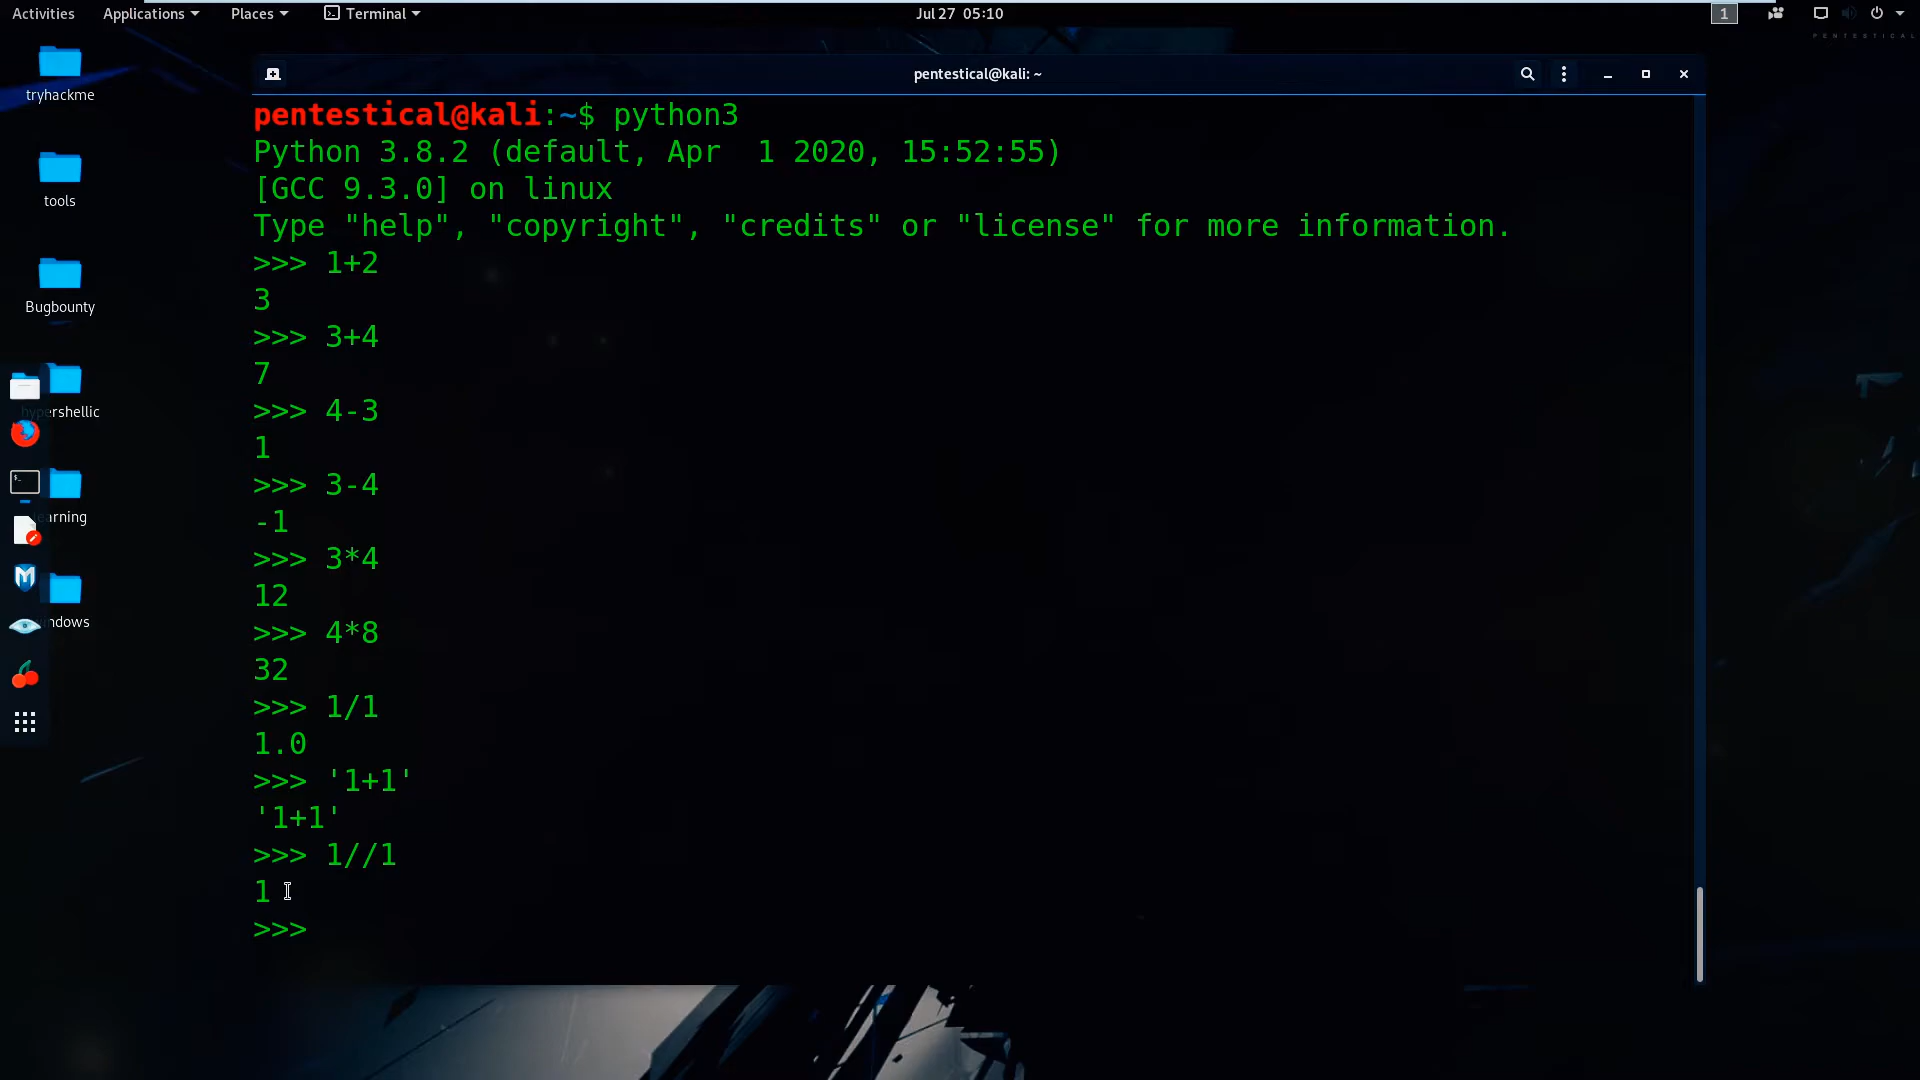 Activities Applications Places Terminal Jul 27 05:10 1
PENTESTICAL
pentestical@kali: ~
tryhackme
tools
Bugbounty
hypershellic
arning
ndows
pentestical@kali:~$ python3
Python 3.8.2 (default, Apr  1 2020, 15:52:55)
[GCC 9.3.0] on linux
Type "help", "copyright", "credits" or "license" for more information.
>>> 1+2
3
>>> 3+4
7
>>> 4-3
1
>>> 3-4
-1
>>> 3*4
12
>>> 4*8
32
>>> 1/1
1.0
>>> '1+1'
'1+1'
>>> 1//1
1
>>>